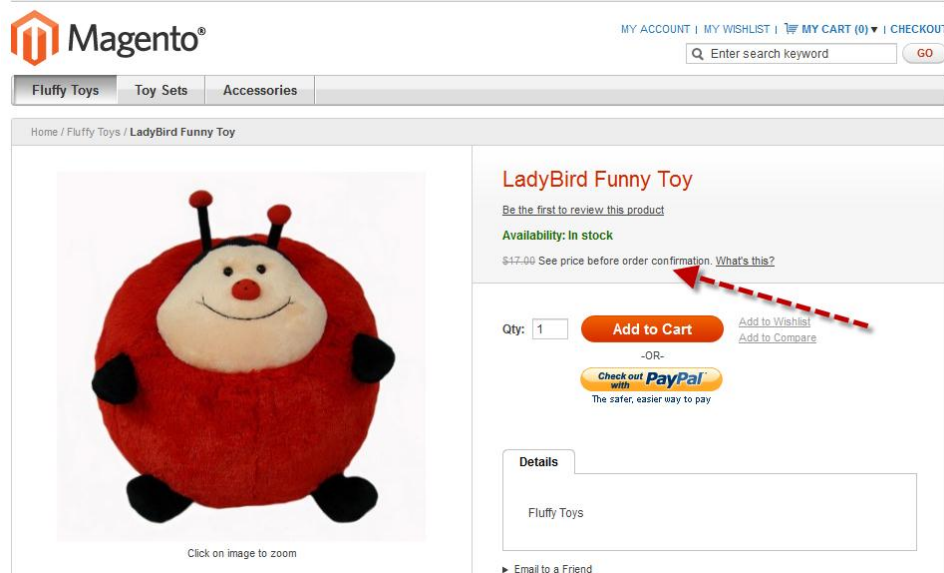 Magento®
MY ACCOUNT | MY WISHLIST | MY CART (0) ▾ | CHECKOUT
Enter search keyword GO
Fluffy Toys Toy Sets Accessories
Home / Fluffy Toys / LadyBird Funny Toy
LadyBird Funny Toy
Be the first to review this product
Availability: In stock
$17.00 See price before order confirmation. What's this?
Qty: 1 Add to Cart Add to Wishlist
Add to Compare
-OR-
Check out with PayPal
The safer, easier way to pay
Details
Fluffy Toys
Click on image to zoom
▸ Email to a Friend